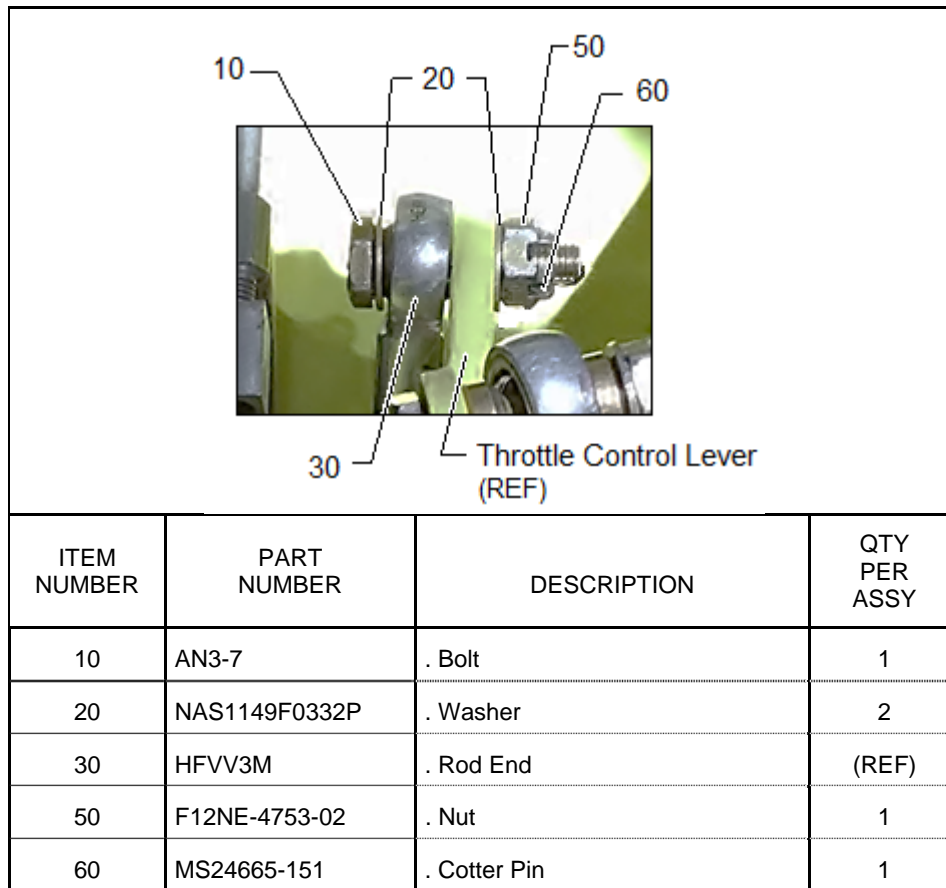 10
20
50
60
30
Throttle Control Lever
(REF)
ITEM NUMBER PART NUMBER DESCRIPTION QTY PER ASSY
10 AN3-7 . Bolt 1
20 NAS1149F0332P . Washer 2
30 HFVV3M . Rod End (REF)
50 F12NE-4753-02 . Nut 1
60 MS24665-151 . Cotter Pin 1